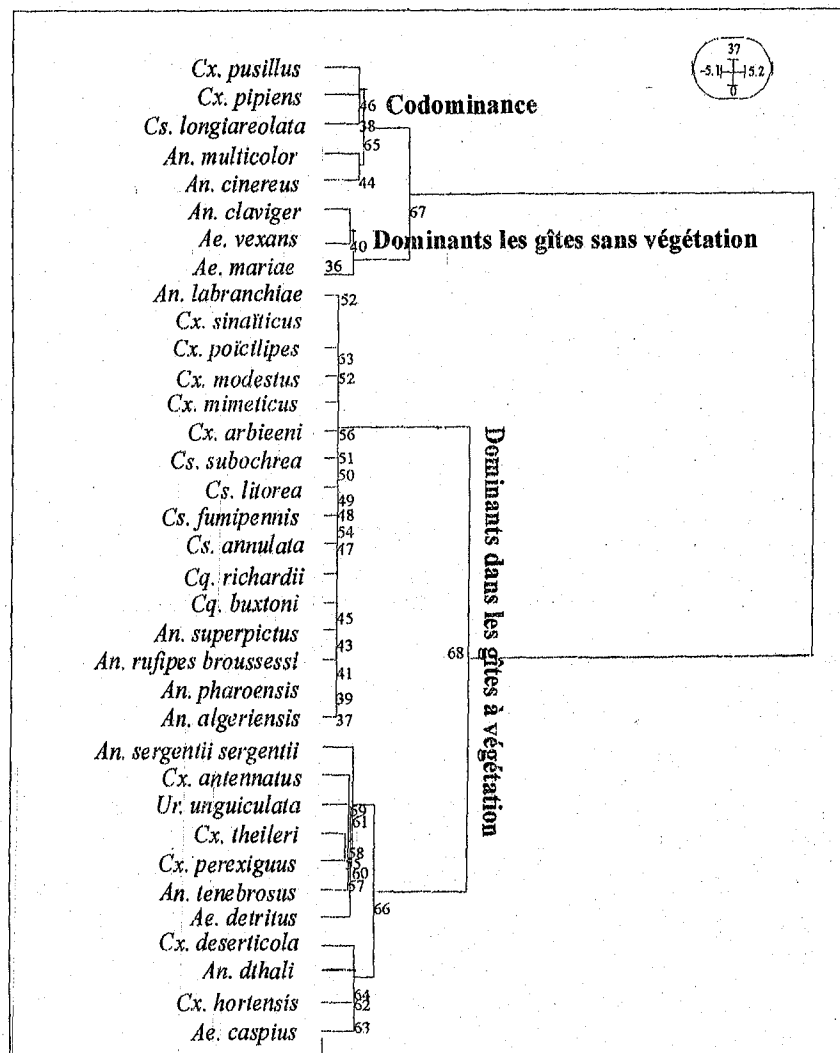 37
-5.1 5.2
0
Cx. pusillus
Cx. pipiens
46 Codominance
Cs. longiareolata
38
65
An. multicolor
An. cinereus
44
An. claviger
67
Ae. vexans
40 Dominants les gîtes sans végétation
Ae. mariae
36
An. labranchiae
52
Cx. sinaïticus
Cx. poïcilipes
53
Cx. modestus
52
Cx. mimeticus
Cx. arbieeni
56
Cs. subochrea
51
50
Cs. litorea
49
Cs. fumipennis
48
54
Cs. annulata
47
Cq. richardii
Cq. buxtoni
45
An. superpictus
43
An. rufipes broussessi
41
An. pharoensis
39
An. algeriensis
37
68
Dominants dans les gîtes à végétation
An. sergentii sergentii
Cx. antennatus
Ur. unguiculata
59
61
Cx. theileri
58
Cx. perexiguus
60
An. tenebrosus
57
66
Ae. detritus
Cx. deserticola
An. dthali
64
Cx. hortensis
62
Ae. caspius
63